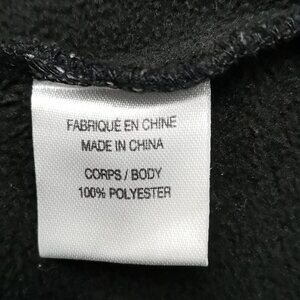 FABRIQUÉ EN CHINE
MADE IN CHINA
CORPS / BODY
100% POLYESTER